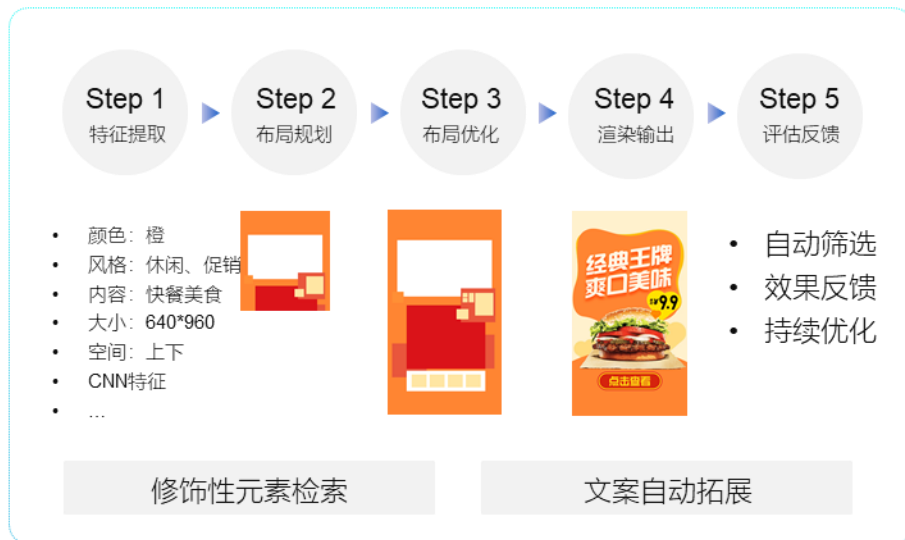 Step 1
特征提取
Step 2
布局规划
Step 3
布局优化
Step 4
渲染输出
Step 5
评估反馈
• 颜色：橙
• 风格：休闲、促销
• 内容：快餐美食
• 大小：640*960
• 空间：上下
• CNN特征
• ...
经典王牌
爽口美味
9.9
点击查看
• 自动筛选
• 效果反馈
• 持续优化
修饰性元素检索
文案自动拓展